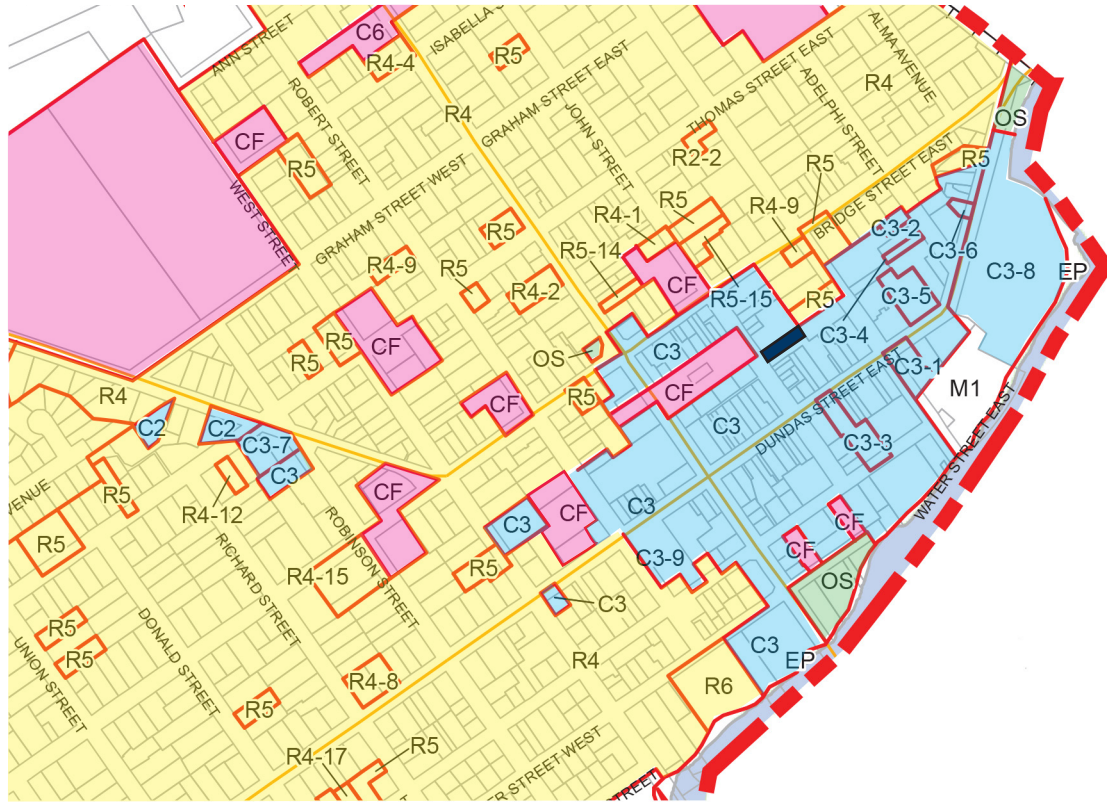 C6
ISABELLA S
ALMA AVENUE
ANN STREET
R5
R4-4
R4
ROBERT STREET
GRAHAM STREET EAST
THOMAS STREET EAST
ADELPHI STREET
R4
JOHN STREET
OS
CF
R5
R2-2
R5
R5
WEST STREET
GRAHAM STREET WEST
R5
R4-1
R4-9
BRIDGE STREET EAST
C3-2
R5
R5-14
C3-6
R4-9
R5
R4-2
CF
R5-15
R5
C3-8
EP
C3-5
C3-4
R5
CF
OS
C3
C3-1
R4
R5
CF
R5
CF
M1
DUNDAS STREET EAST
C2
C2
C3-7
C3
C3
C3-3
WATER STREET EAST
AVENUE
R5
R4-12
CF
C3
CF
C3
CF
CF
R5
RICHARD STREET
ROBINSON STREET
R4-15
R5
C3-9
OS
C3
R5
R5
UNION STREET
DONALD STREET
R4
C3
EP
R4-8
R6
R5
R4-17
R5
ER STREET WEST
TREET